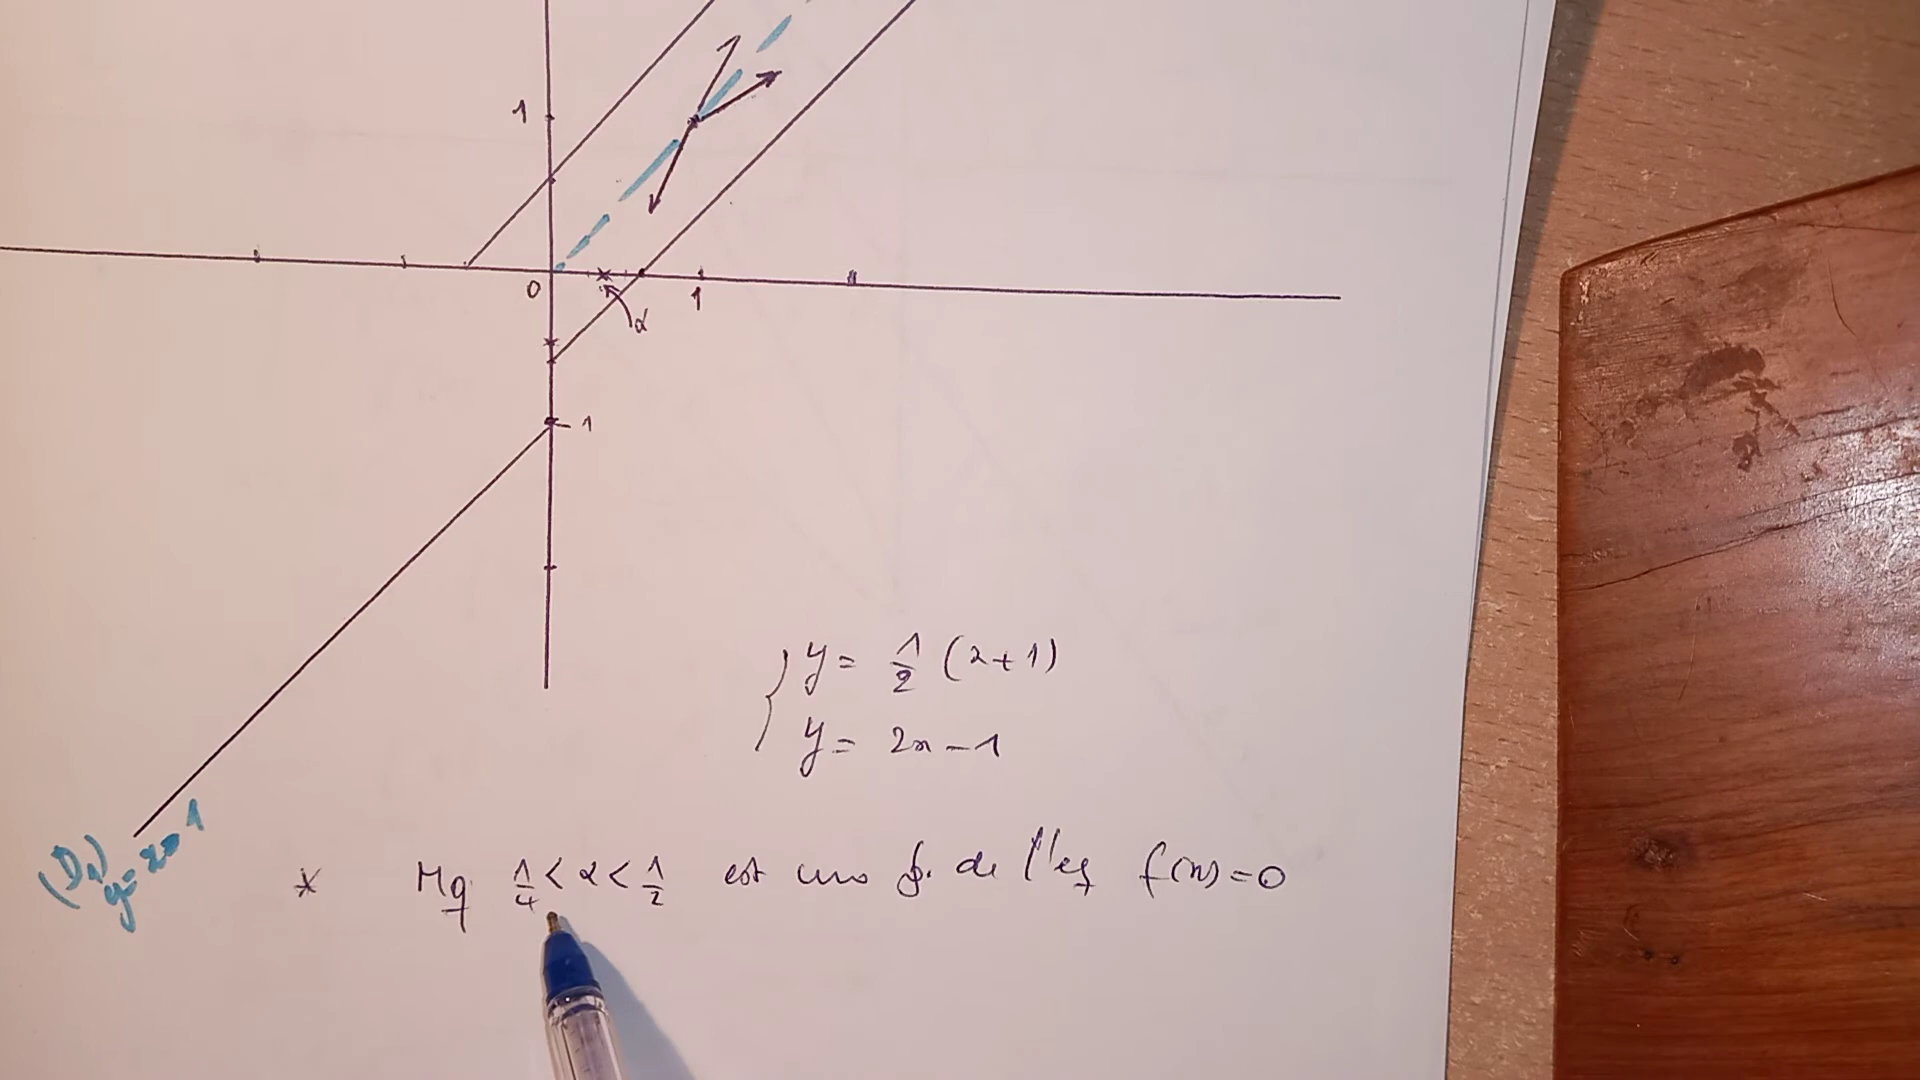 1
0
1
α
- 1
y = 1/2 (x+1)
y = 2x - 1
(D1)
* Mq 1/4 < α < 1/2 est une de l'eq f(x) = 0